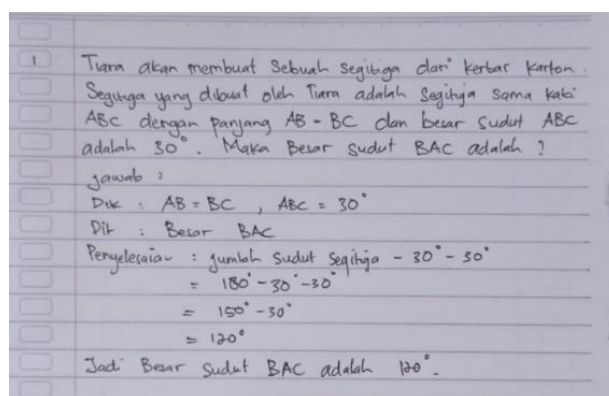 1 Tiara akan membuat Sebuah segitiga dari kertas karton.
Segitiga yang dibuat oleh Tiara adalah segitiga sama kaki
ABC dengan panjang AB = BC dan besar sudut ABC
adalah 30°. Maka Besar sudut BAC adalah ?
jawab :
Dik : AB = BC , ABC = 30°
Dit : Besar BAC
Penyelesaian : jumlah sudut segitiga - 30° - 30°
= 180° - 30° - 30°
= 150° - 30°
= 120°
Jadi Besar sudut BAC adalah 120°.